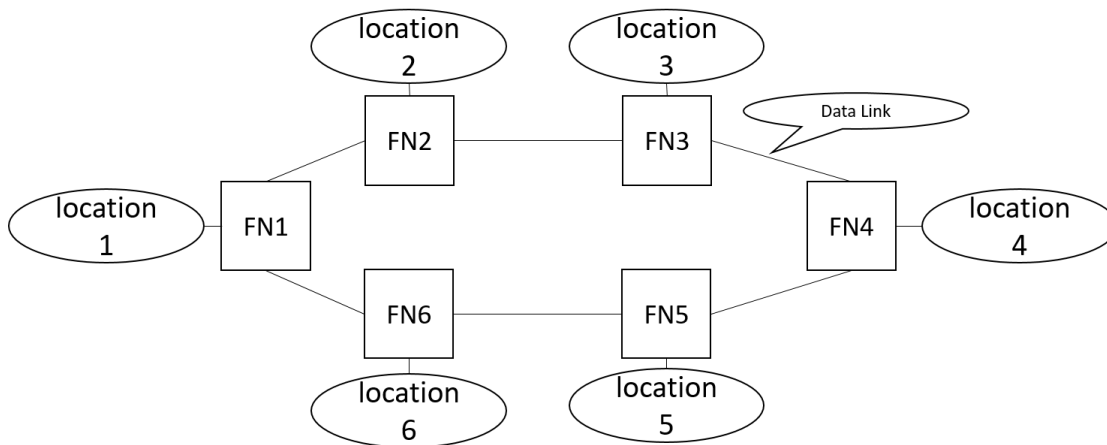 location
2
location
3
Data Link
FN2
FN3
location
1
FN1
FN4
location
4
FN6
FN5
location
6
location
5